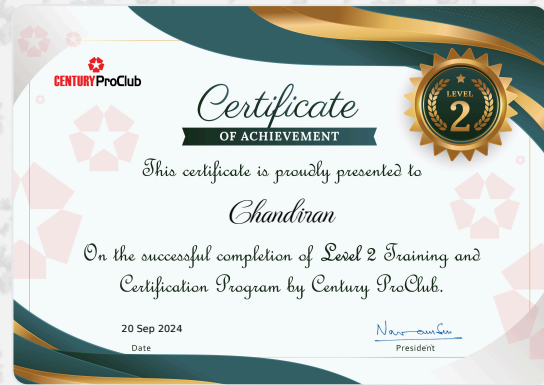 CENTURY ProClub
LEVEL
2
Certificate
OF ACHIEVEMENT
This certificate is proudly presented to
Chandiran
On the successful completion of Level 2 Training and
Certification Program by Century ProClub.
20 Sep 2024
Date
President